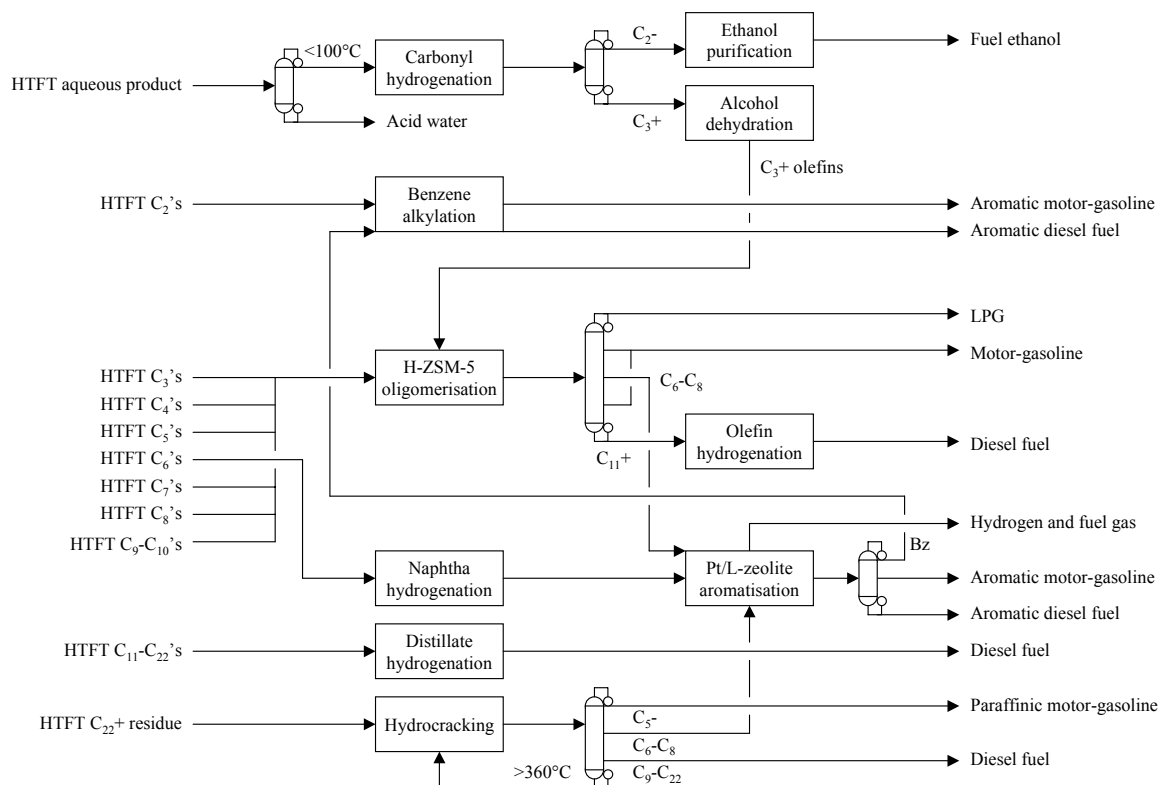 <100°C
Carbonyl
hydrogenation
C₂-
Ethanol
purification
Fuel ethanol
HTFT aqueous product
Acid water
C₃+
Alcohol
dehydration
C₃+ olefins
HTFT C₂’s
Benzene
alkylation
Aromatic motor-gasoline
Aromatic diesel fuel
LPG
Motor-gasoline
HTFT C₃’s
H-ZSM-5
oligomerisation
C₆-C₈
HTFT C₄’s
HTFT C₅’s
C₁₁+
Olefin
hydrogenation
Diesel fuel
HTFT C₆’s
HTFT C₇’s
HTFT C₈’s
HTFT C₉-C₁₀’s
Hydrogen and fuel gas
Bz
Naphtha
hydrogenation
Pt/L-zeolite
aromatisation
Aromatic motor-gasoline
Aromatic diesel fuel
HTFT C₁₁-C₂₂’s
Distillate
hydrogenation
Diesel fuel
HTFT C₂₂+ residue
Hydrocracking
C₅-
Paraffinic motor-gasoline
C₆-C₈
Diesel fuel
>360°C
C₉-C₂₂